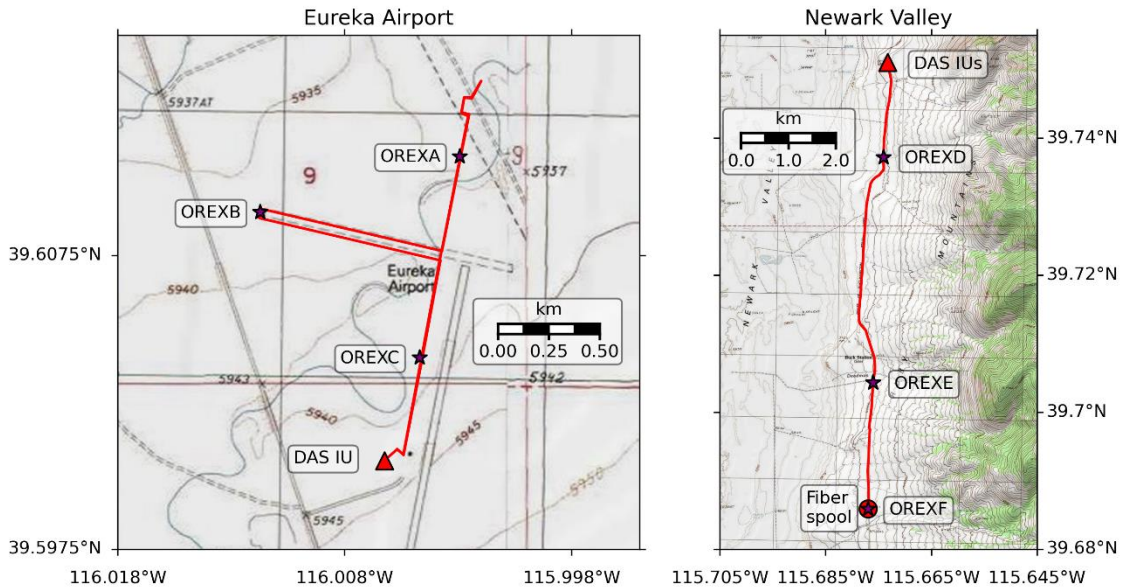 Eureka Airport
5937AT
5935
OREXA
9
9
5937
OREXB
39.6075°N
5940
Eureka
Airport
km
0.00 0.25 0.50
OREXC
5943
5942
5940
5945
DAS IU
5950
5945
39.5975°N
116.018°W 116.008°W 115.998°W
Newark Valley
DAS IUs
km
0.0 1.0 2.0
39.74°N
OREXD
VALLEY
MOUNTAIN
39.72°N
NEWARK
OREXE
39.7°N
Fiber
spool
OREXF
39.68°N
115.705°W 115.685°W 115.665°W 115.645°W